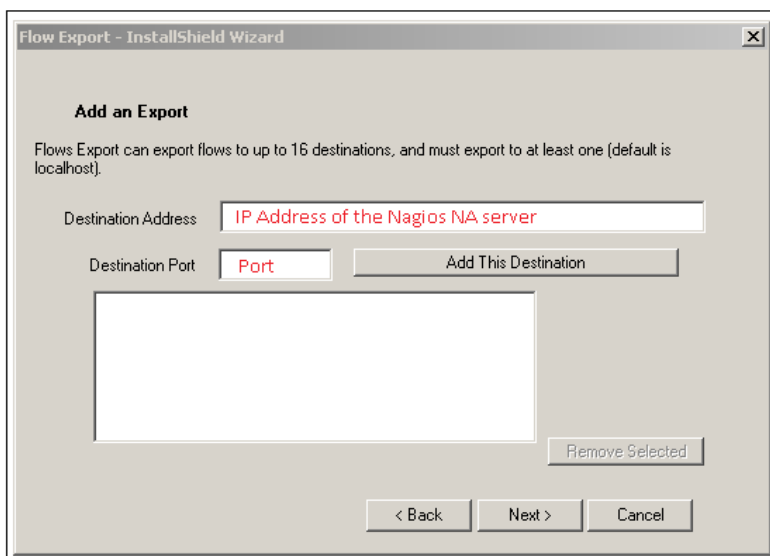 Flow Export - InstallShield Wizard
Add an Export
Flows Export can export flows to up to 16 destinations, and must export to at least one (default is
localhost).
Destination Address IP Address of the Nagios NA server
Destination Port Port Add This Destination
Remove Selected
< Back Next > Cancel